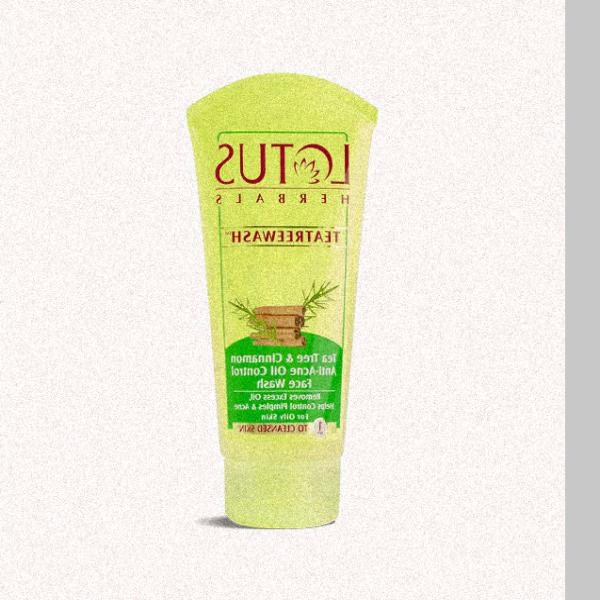 LOTUS
HERBALS
TEATREEWASH™
Tea Tree & Cinnamon
Anti-Acne Oil Control
Face Wash
Removes Excess Oil,
Helps Control Pimples & Acne
For Oily Skin
1 TO CLEANSED SKIN